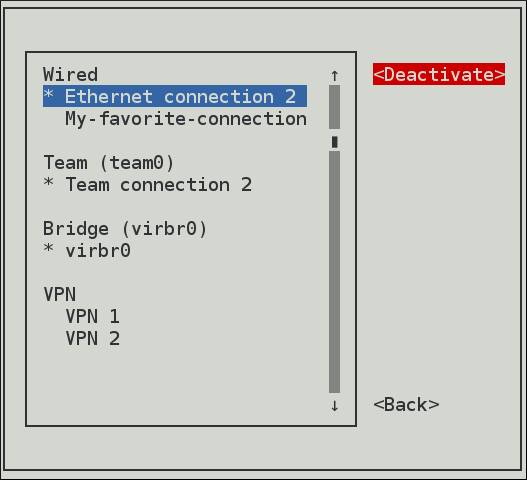 Wired
* Ethernet connection 2
My-favorite-connection
Team (team0)
* Team connection 2
Bridge (virbr0)
* virbr0
VPN
VPN 1
VPN 2
↑
↓
<Deactivate>
<Back>